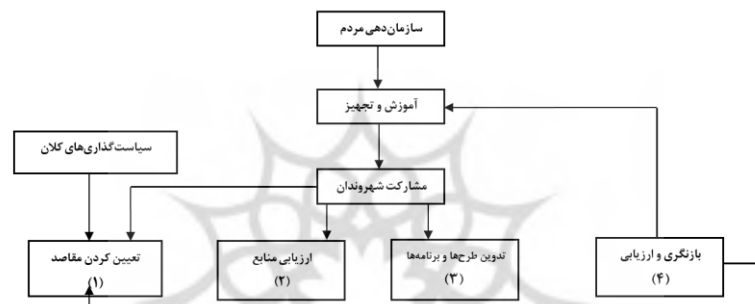 سازمان‌دهی مردم
آموزش و تجهیز
سیاست‌گذاری‌های کلان
مشارکت شهروندان
تعیین کردن مقاصد
(۱)
ارزیابی منابع
(۲)
تدوین طرح‌ها و برنامه‌ها
(۳)
بازنگری و ارزیابی
(۴)